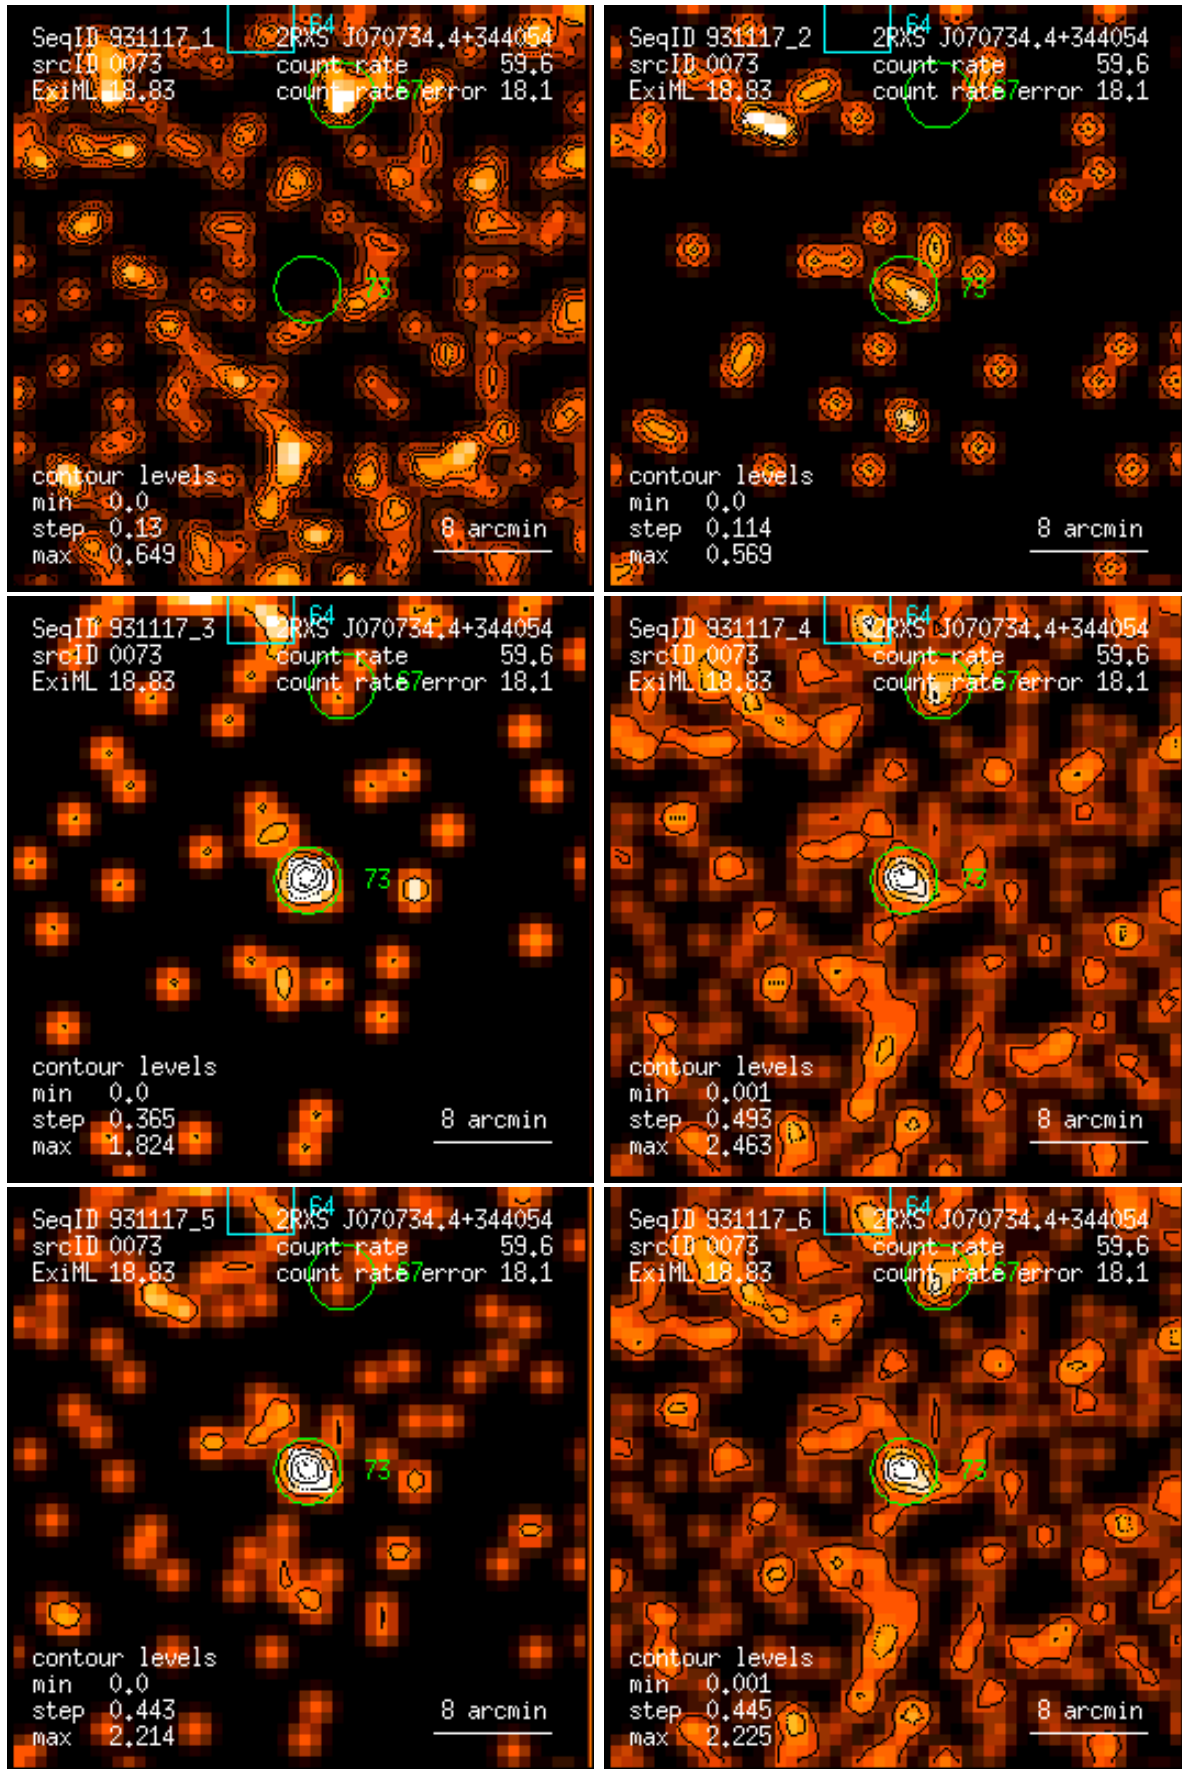 64
SeqID 931117_1 2RXS J070734.4+344054
srcID 0073 count rate 59.6
ExiML 18.83 count rate error 18.1
67
73
contour levels
min 0.0
step 0.13
max 0.649
8 arcmin
64
SeqID 931117_2 2RXS J070734.4+344054
srcID 0073 count rate 59.6
ExiML 18.83 count rate error 18.1
67
73
contour levels
min 0.0
step 0.114
max 0.569
8 arcmin
64
SeqID 931117_3 2RXS J070734.4+344054
srcID 0073 count rate 59.6
ExiML 18.83 count rate error 18.1
67
73
contour levels
min 0.0
step 0.365
max 1.824
8 arcmin
64
SeqID 931117_4 2RXS J070734.4+344054
srcID 0073 count rate 59.6
ExiML 18.83 count rate error 18.1
67
73
contour levels
min 0.001
step 0.493
max 2.463
8 arcmin
64
SeqID 931117_5 2RXS J070734.4+344054
srcID 0073 count rate 59.6
ExiML 18.83 count rate error 18.1
67
73
contour levels
min 0.0
step 0.443
max 2.214
8 arcmin
64
SeqID 931117_6 2RXS J070734.4+344054
srcID 0073 count rate 59.6
ExiML 18.83 count rate error 18.1
67
73
contour levels
min 0.001
step 0.445
max 2.225
8 arcmin